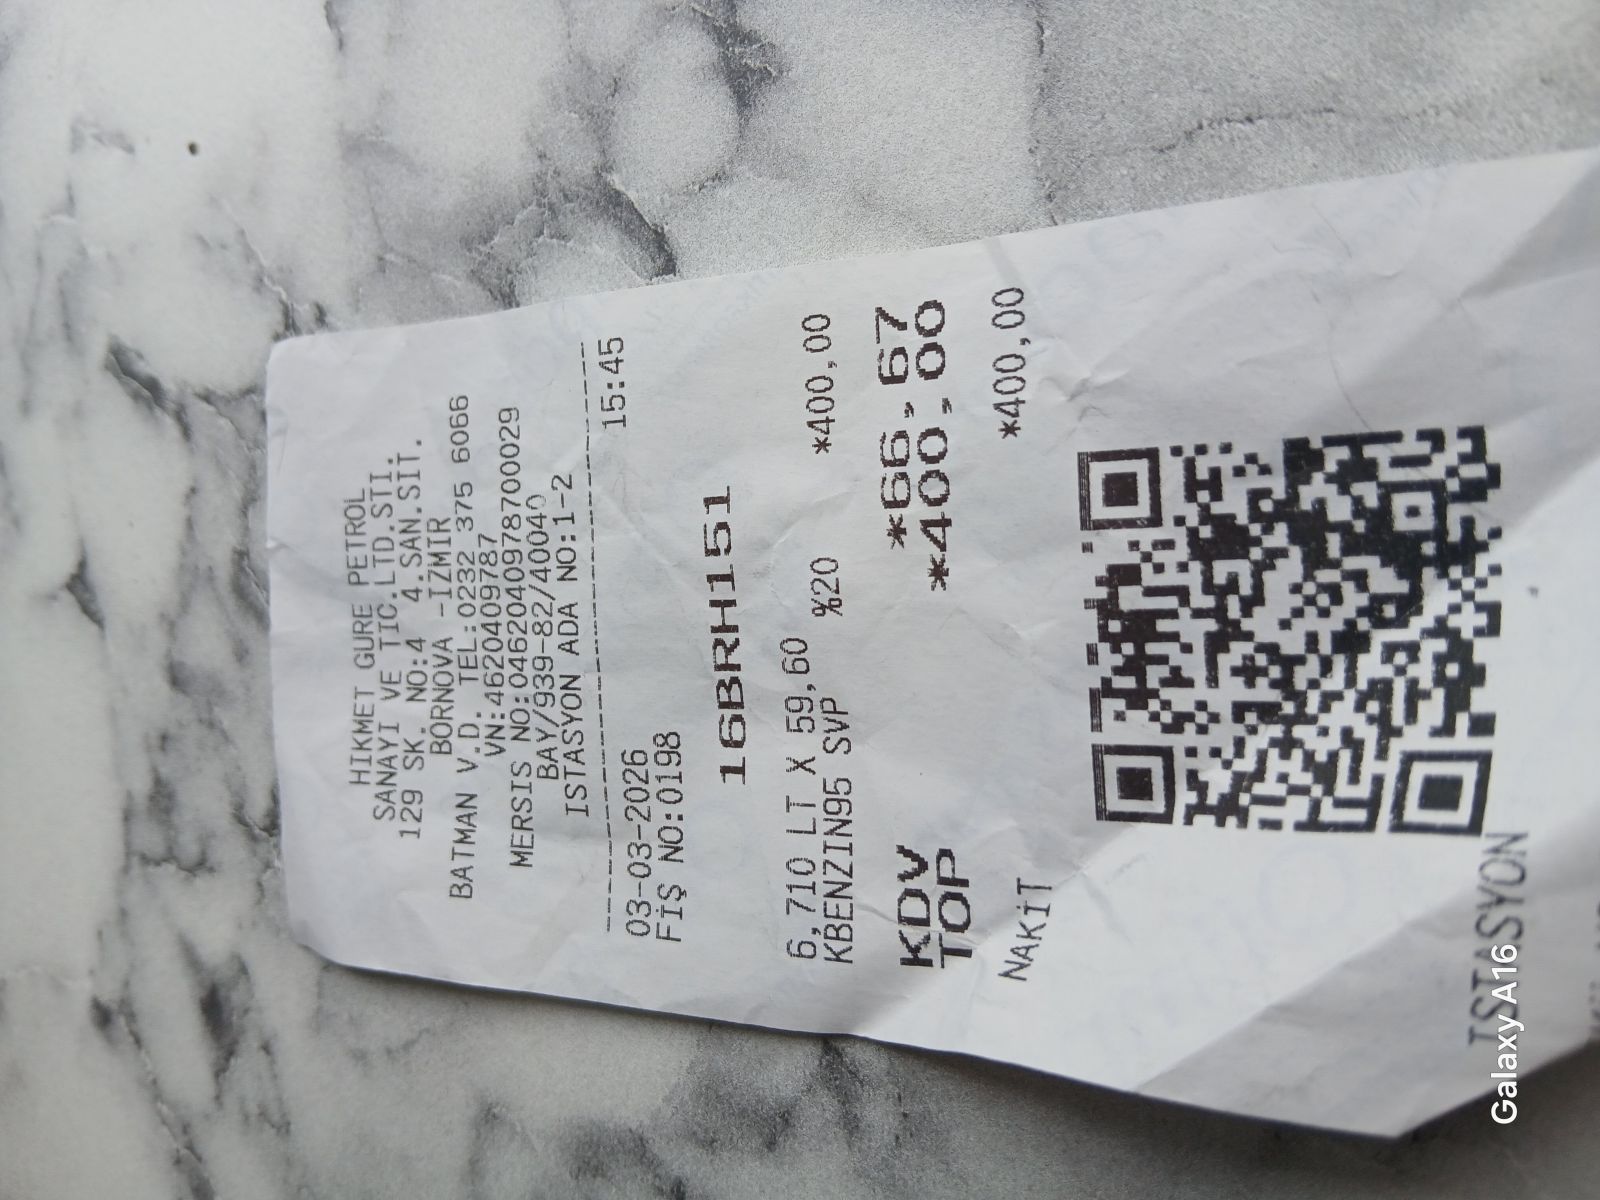 HIKMET GURE PETROL
SANAYI VE TIC.LTD.STI.
129 SK. NO:4 4.SAN.SIT.
BORNOVA -IZMIR
BATMAN V.D. TEL:0232 375 6066
VN:4620409787
MERSIS NO:0462040978700029
BAY/939-82/40040
ISTASYON ADA NO:1-2
03-03-2026 15:45
FİŞ NO:0198
16BRH151
6,710 LT X 59,60
KBENZIN95 SVP %20 *400,00
KDV *66,67
TOP *400,00
NAKİT *400,00
ISTASYON
Galaxy A16